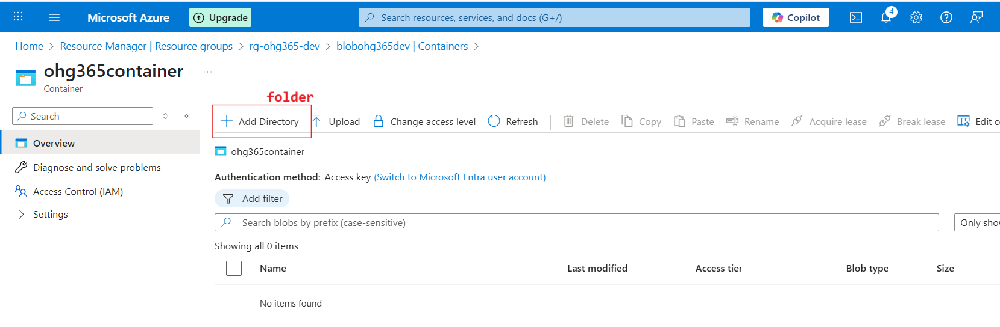 Microsoft Azure
Upgrade
Search resources, services, and docs (G+/)
Copilot
4
Home > Resource Manager | Resource groups > rg-ohg365-dev > blobohg365dev | Containers >
ohg365container ...
Container
folder
Search
Add Directory Upload Change access level Refresh Delete Copy Paste Rename Acquire lease Break lease Edit c
Overview
ohg365container
Diagnose and solve problems
Authentication method: Access key (Switch to Microsoft Entra user account)
Access Control (IAM)
Add filter
Settings
Search blobs by prefix (case-sensitive)
Only sho
Showing all 0 items
Name Last modified Access tier Blob type Size
No items found